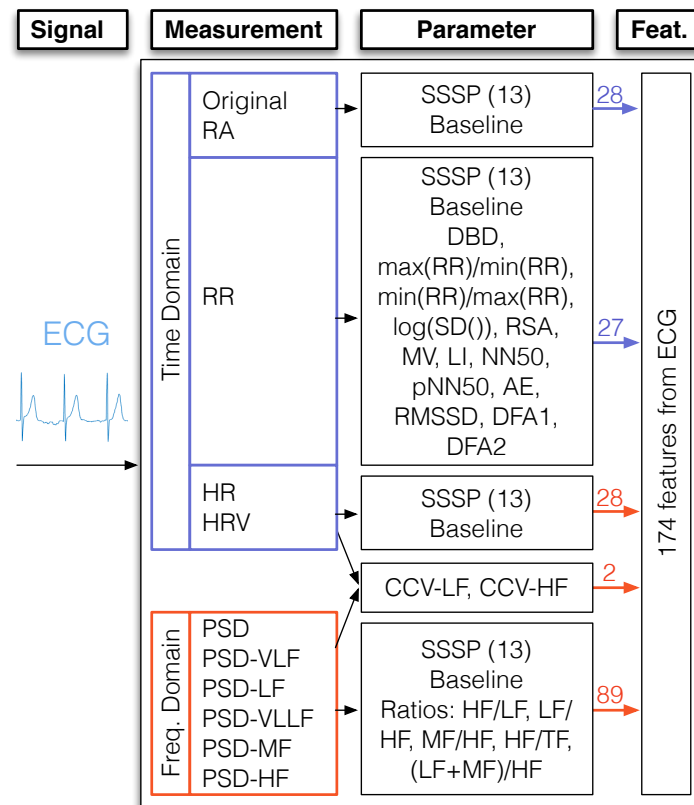 Signal
Measurement
Parameter
Feat.
ECG
Time Domain
Original
RA
SSSP (13)
Baseline
28
RR
SSSP (13)
Baseline
DBD,
max(RR)/min(RR),
min(RR)/max(RR),
log(SD()), RSA,
MV, LI, NN50,
pNN50, AE,
RMSSD, DFA1,
DFA2
27
HR
HRV
SSSP (13)
Baseline
28
CCV-LF, CCV-HF
2
Freq. Domain
PSD
PSD-VLF
PSD-LF
PSD-VLLF
PSD-MF
PSD-HF
SSSP (13)
Baseline
Ratios: HF/LF, LF/
HF, MF/HF, HF/TF,
(LF+MF)/HF
89
174 features from ECG